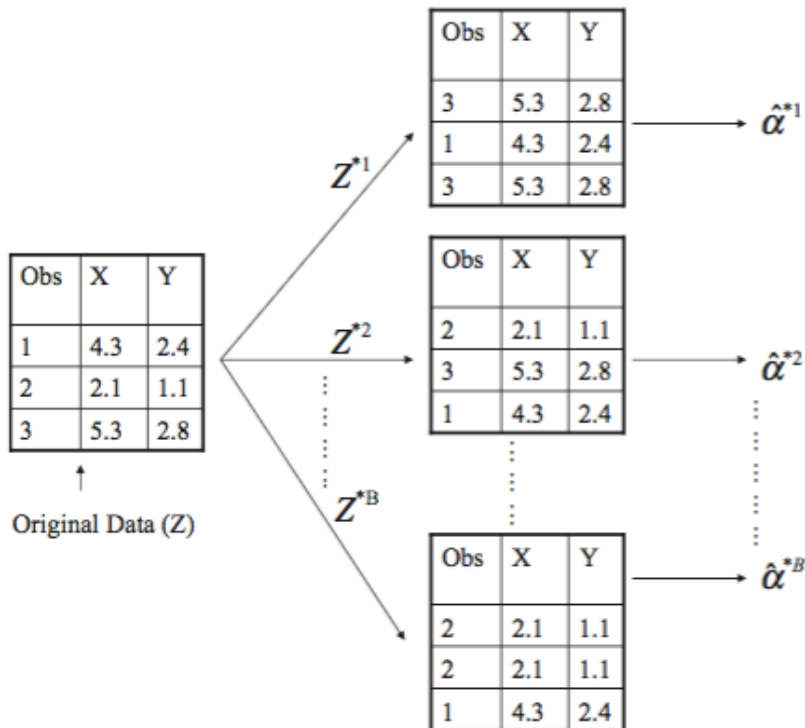 Obs X Y
3 5.3 2.8
1 4.3 2.4
3 5.3 2.8
α̂*1
Z*1
Obs X Y
1 4.3 2.4
2 2.1 1.1
3 5.3 2.8
Original Data (Z)
Z*2
Obs X Y
2 2.1 1.1
3 5.3 2.8
1 4.3 2.4
α̂*2
Z*B
Obs X Y
2 2.1 1.1
2 2.1 1.1
1 4.3 2.4
α̂*B